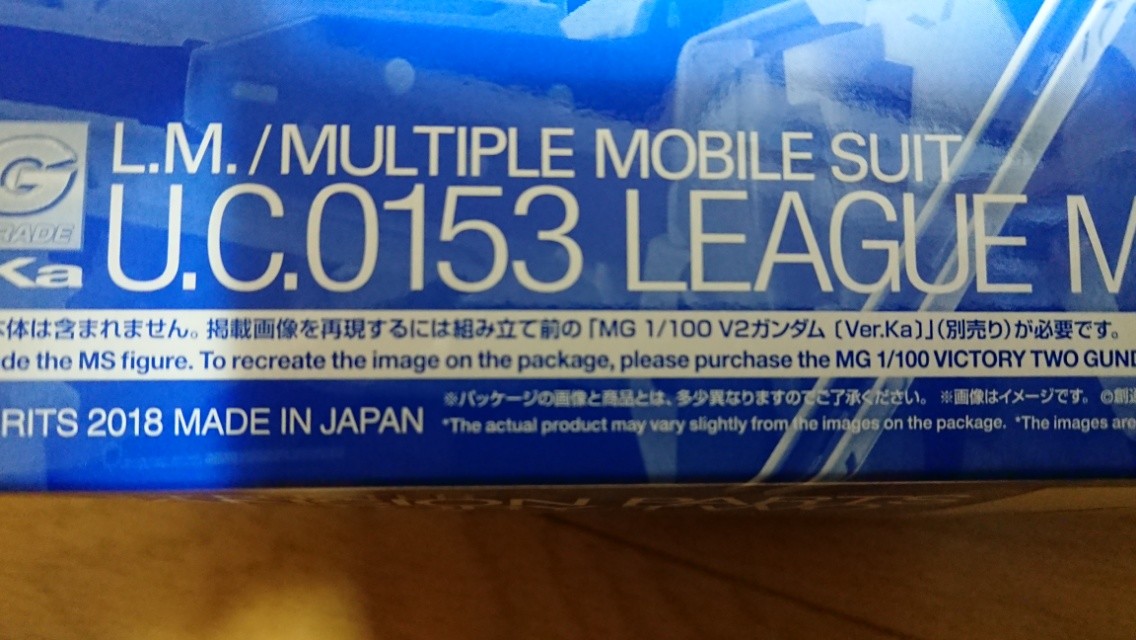 G
L.M./MULTIPLE MOBILE SUIT
RADE
Ka
U.C.0153 LEAGUE M
本体は含まれません。掲載画像を再現するには組み立て前の「MG 1/100 V2ガンダム〔Ver.Ka〕」(別売り)が必要です。
de the MS figure. To recreate the image on the package, please purchase the MG 1/100 VICTORY TWO GUND
RITS 2018 MADE IN JAPAN
※パッケージの画像と商品とは、多少異なりますのでご了承ください。 ※画像はイメージです。 ©創通
*The actual product may vary slightly from the images on the package. *The images are